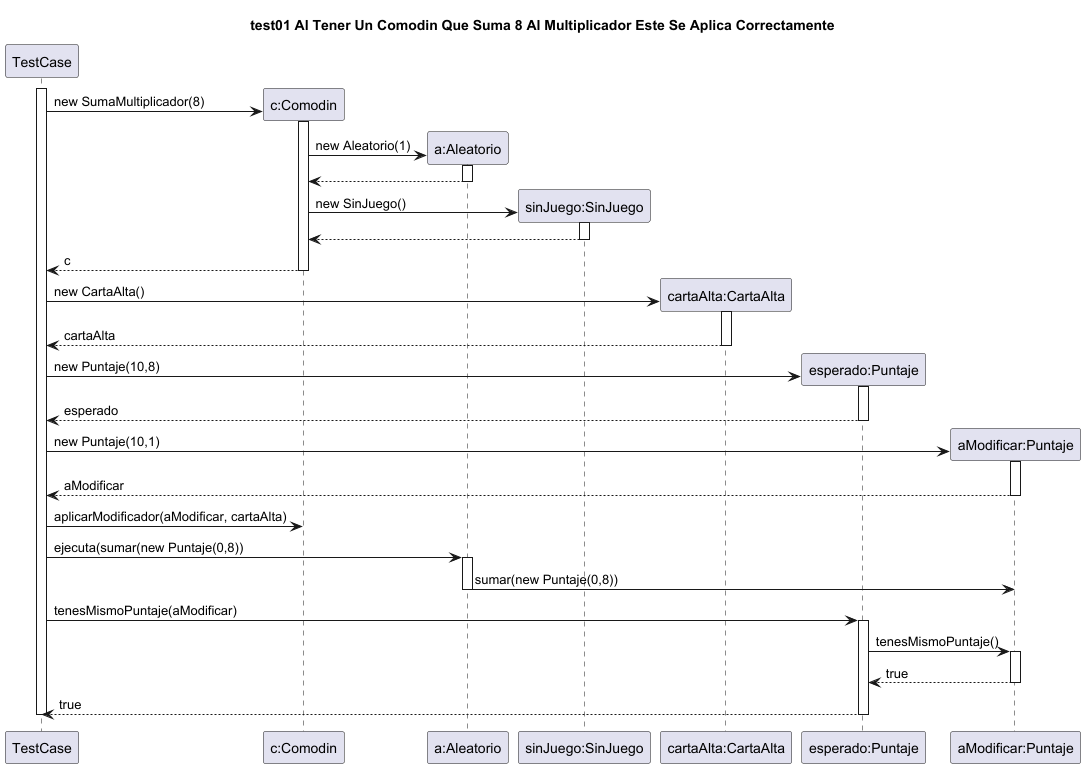 test01 Al Tener Un Comodin Que Suma 8 Al Multiplicador Este Se Aplica Correctamente
TestCase
new SumaMultiplicador(8)
c:Comodin
new Aleatorio(1)
a:Aleatorio
new SinJuego()
sinJuego:SinJuego
c
new CartaAlta()
cartaAlta:CartaAlta
cartaAlta
new Puntaje(10,8)
esperado:Puntaje
esperado
new Puntaje(10,1)
aModificar:Puntaje
aModificar
aplicarModificador(aModificar, cartaAlta)
ejecuta(sumar(new Puntaje(0,8))
sumar(new Puntaje(0,8))
tenesMismoPuntaje(aModificar)
tenesMismoPuntaje()
true
true
TestCase
c:Comodin
a:Aleatorio
sinJuego:SinJuego
cartaAlta:CartaAlta
esperado:Puntaje
aModificar:Puntaje